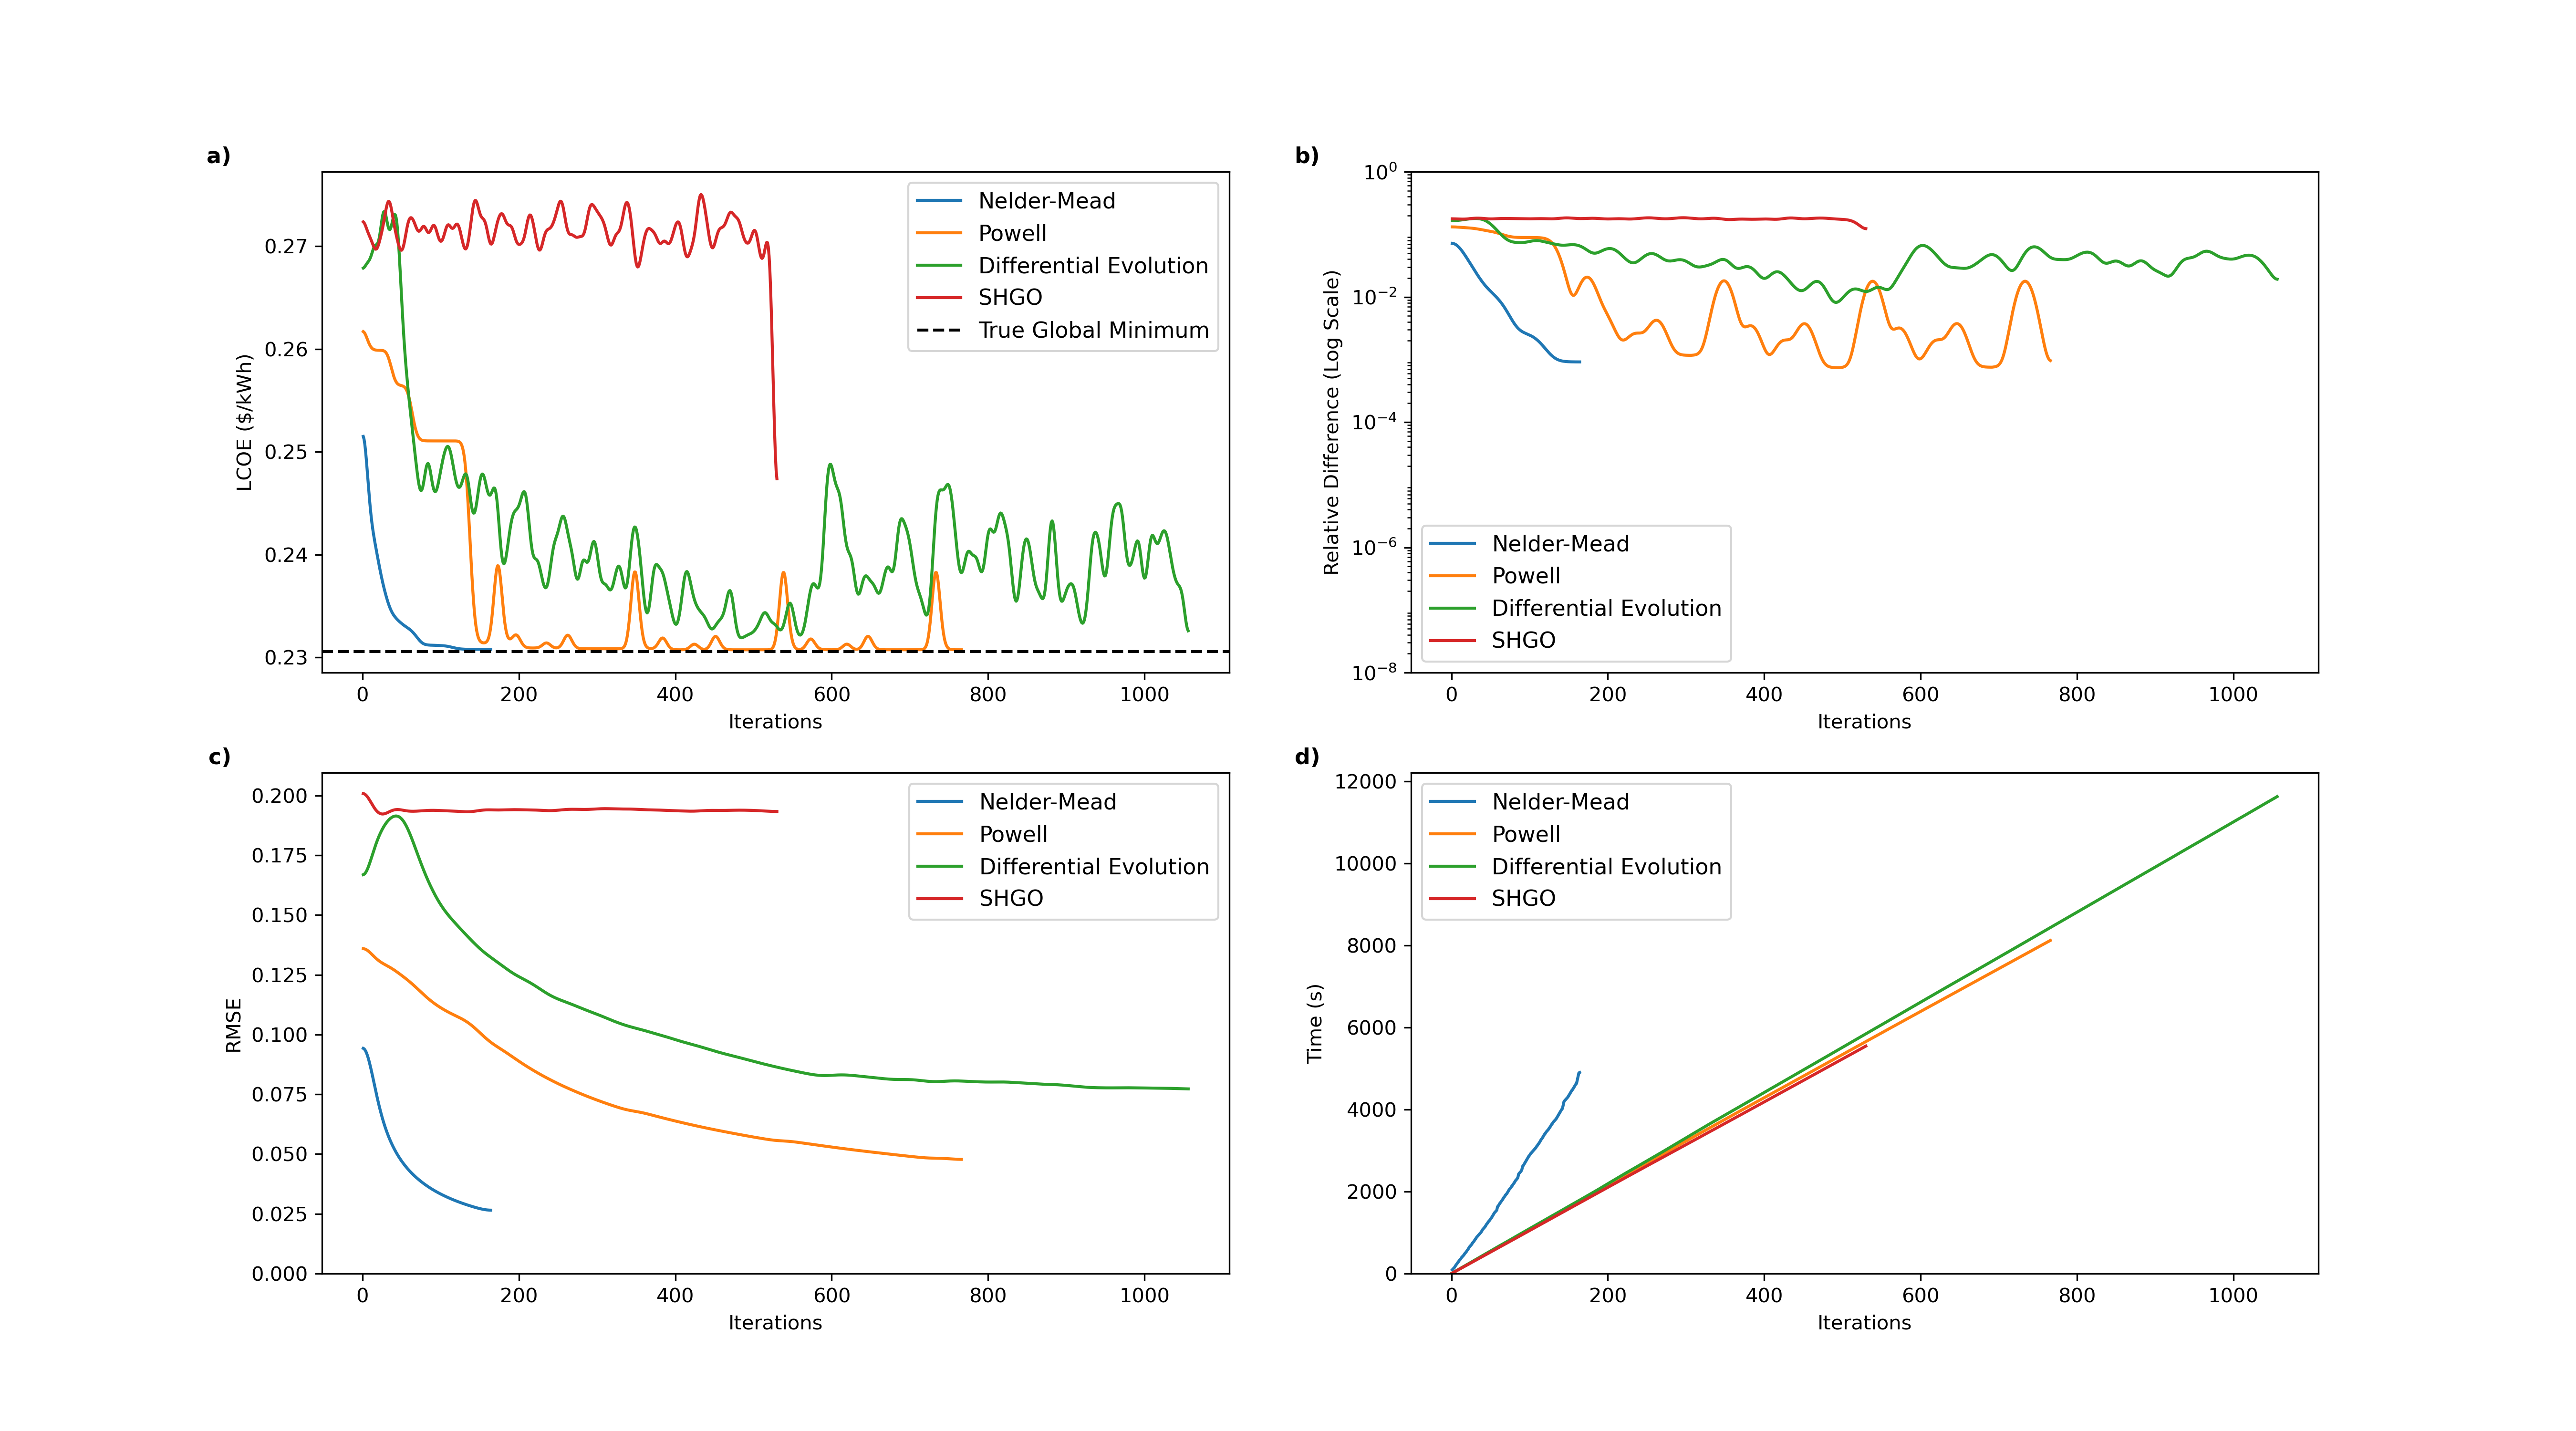 a)
0.27
0.26
0.25
0.24
0.23
LCOE ($/kWh)
0
200
400
600
800
1000
Iterations
Nelder-Mead
Powell
Differential Evolution
SHGO
True Global Minimum
b)
10⁰
10⁻²
10⁻⁴
10⁻⁶
10⁻⁸
Relative Difference (Log Scale)
Nelder-Mead
Powell
Differential Evolution
SHGO
0
200
400
600
800
1000
Iterations
c)
0.200
0.175
0.150
0.125
0.100
0.075
0.050
0.025
0.000
RMSE
Nelder-Mead
Powell
Differential Evolution
SHGO
0
200
400
600
800
1000
Iterations
d)
12000
10000
8000
6000
4000
2000
0
Time (s)
Nelder-Mead
Powell
Differential Evolution
SHGO
0
200
400
600
800
1000
Iterations